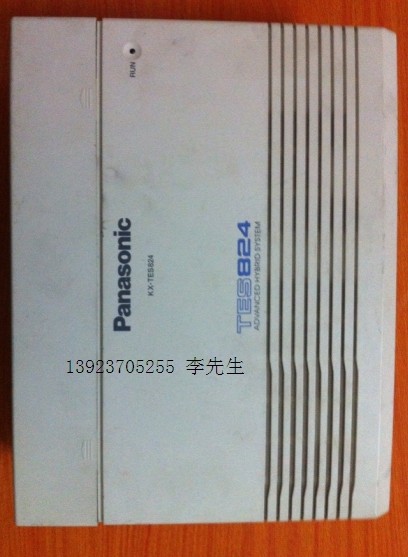 RUN
Panasonic
KX-TES824
TES824
ADVANCED HYBRID SYSTEM
13923705255 李先生